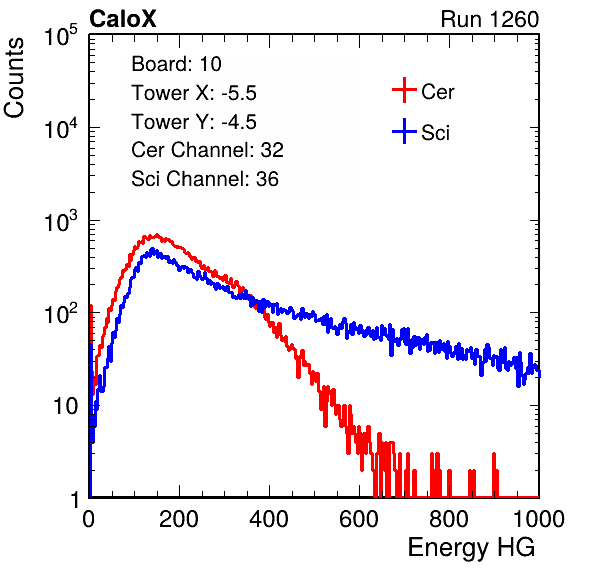 CaloX Run 1260
Counts
10^5
10^4
10^3
10^2
10
1
Board: 10
Tower X: -5.5
Tower Y: -4.5
Cer Channel: 32
Sci Channel: 36
Cer
Sci
0 200 400 600 800 1000
Energy HG